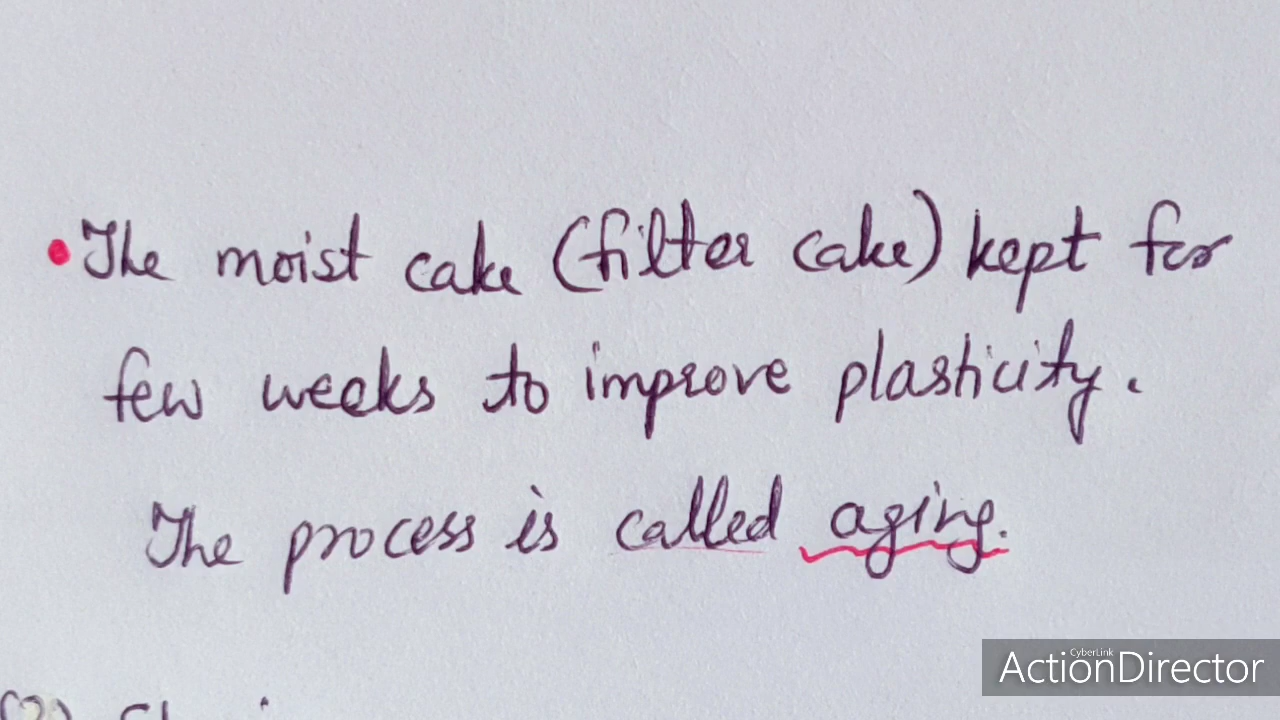 • The moist cake (filter cake) kept for
few weeks to improve plasticity.
The process is called aging.
CyberLink
ActionDirector